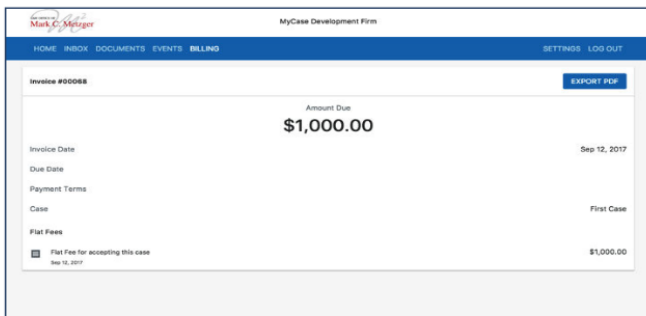 Mark C. Metzger
MyCase Development Firm
HOME INBOX DOCUMENTS EVENTS BILLING SETTINGS LOG OUT
Invoice #00068 EXPORT PDF
Amount Due
$1,000.00
Invoice Date Sep 12, 2017
Due Date
Payment Terms
Case First Case
Flat Fees
Flat Fee for accepting this case $1,000.00
Sep 12, 2017